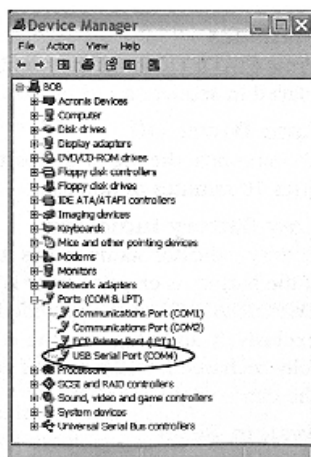 Device Manager
File Action View Help
BOB
Acronis Devices
Computer
Disk drives
Display adaptors
DVD/CD-ROM drives
Floppy disk controllers
Floppy disk drives
IDE ATA/ATAPI controllers
Imaging devices
Keyboards
Mice and other pointing devices
Modems
Monitors
Network adapters
Ports (COM & LPT)
Communications Port (COM1)
Communications Port (COM2)
ECP Printer Port (LPT1)
USB Serial Port (COM4)
Processors
SCSI and RAID controllers
Sound, video and game controllers
System devices
Universal Serial Bus controllers